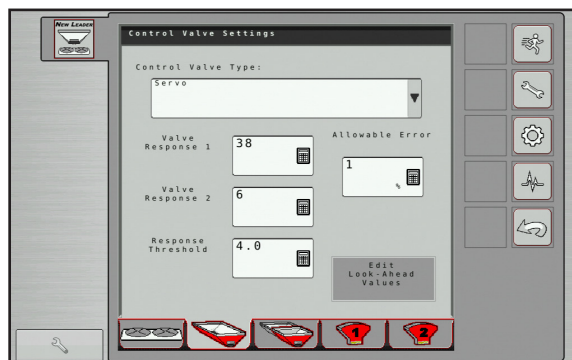 New Leader
Control Valve Settings
Control Valve Type:
Servo
Valve Response 1
38
Allowable Error
1
%
Valve Response 2
6
Response Threshold
4.0
Edit Look-Ahead Values
1
2